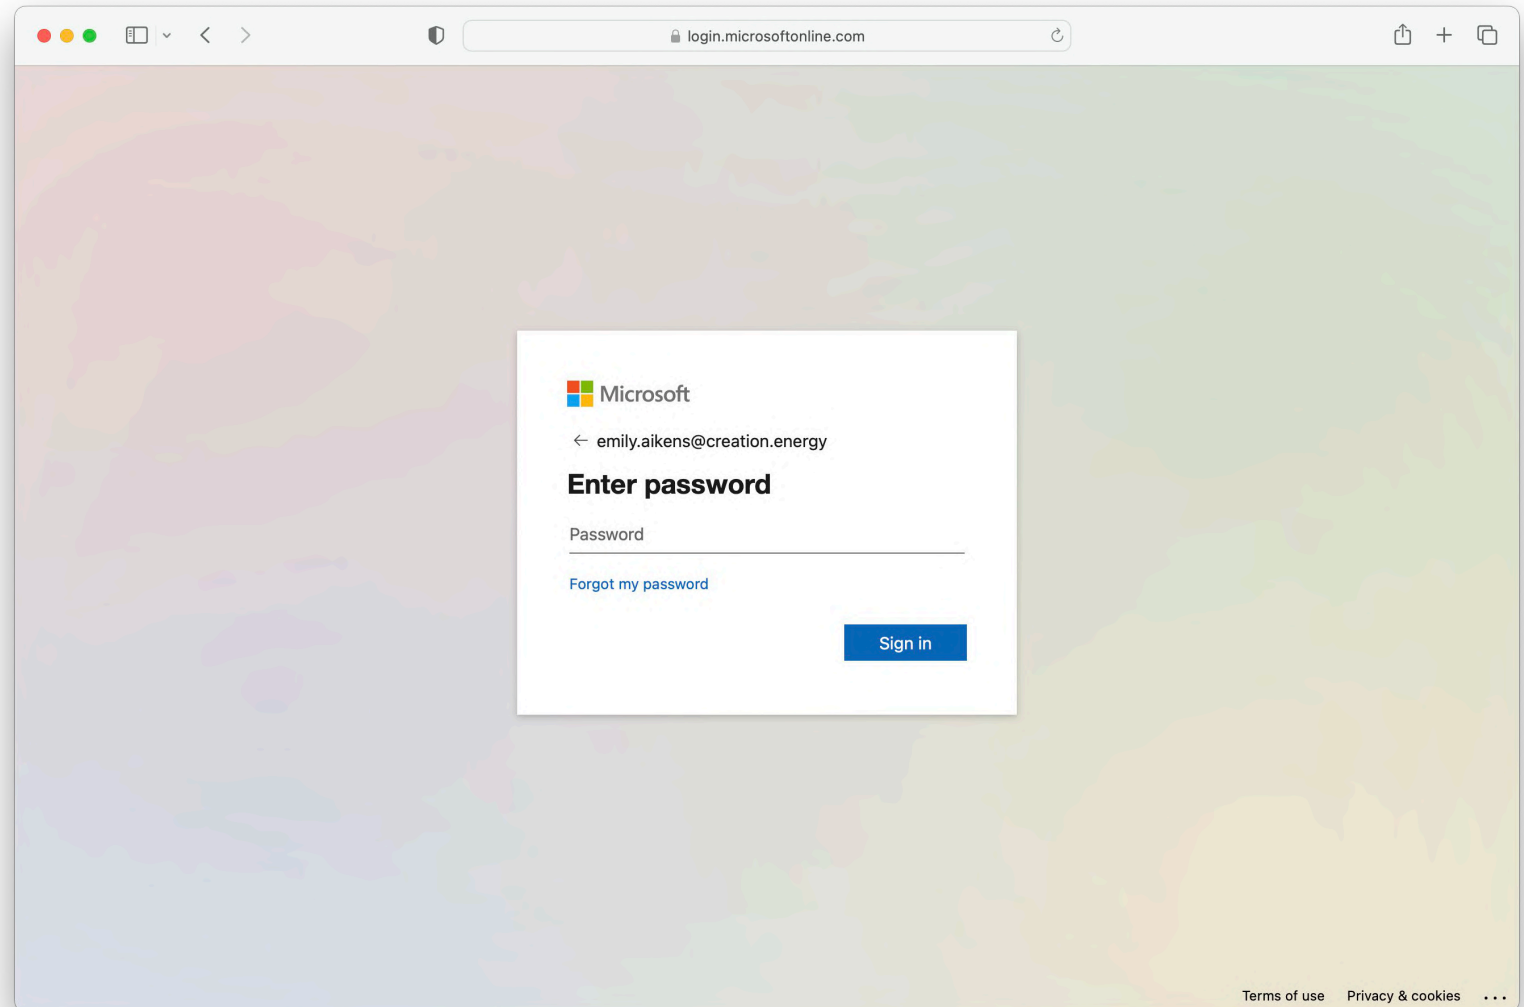 login.microsoftonline.com
Microsoft
emily.aikens@creation.energy
Enter password
Password
Forgot my password
Sign in
Terms of use Privacy & cookies ...